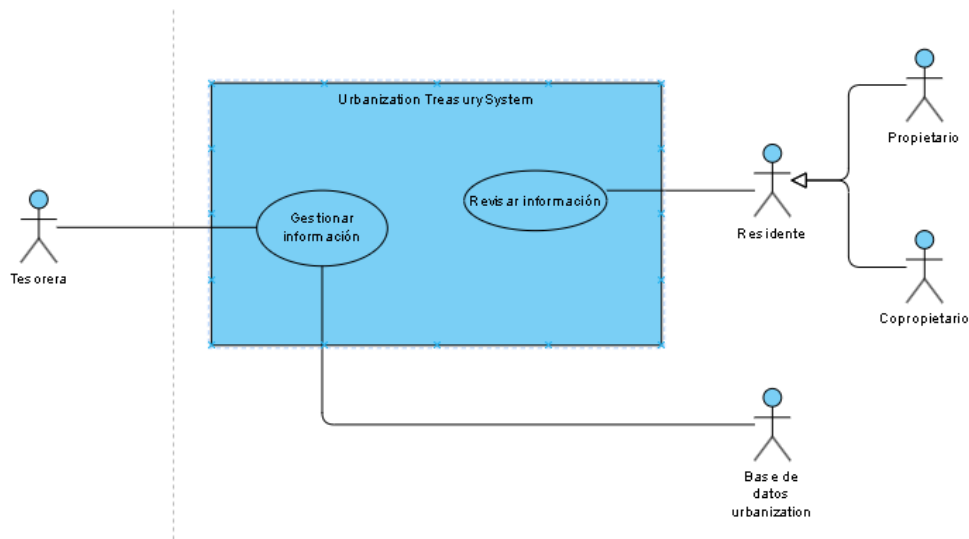 Urbanization Treasury System
Propietario
Revisar información
Gestionar
información
Residente
Tesorera
Copropietario
Base de
datos
urbanization